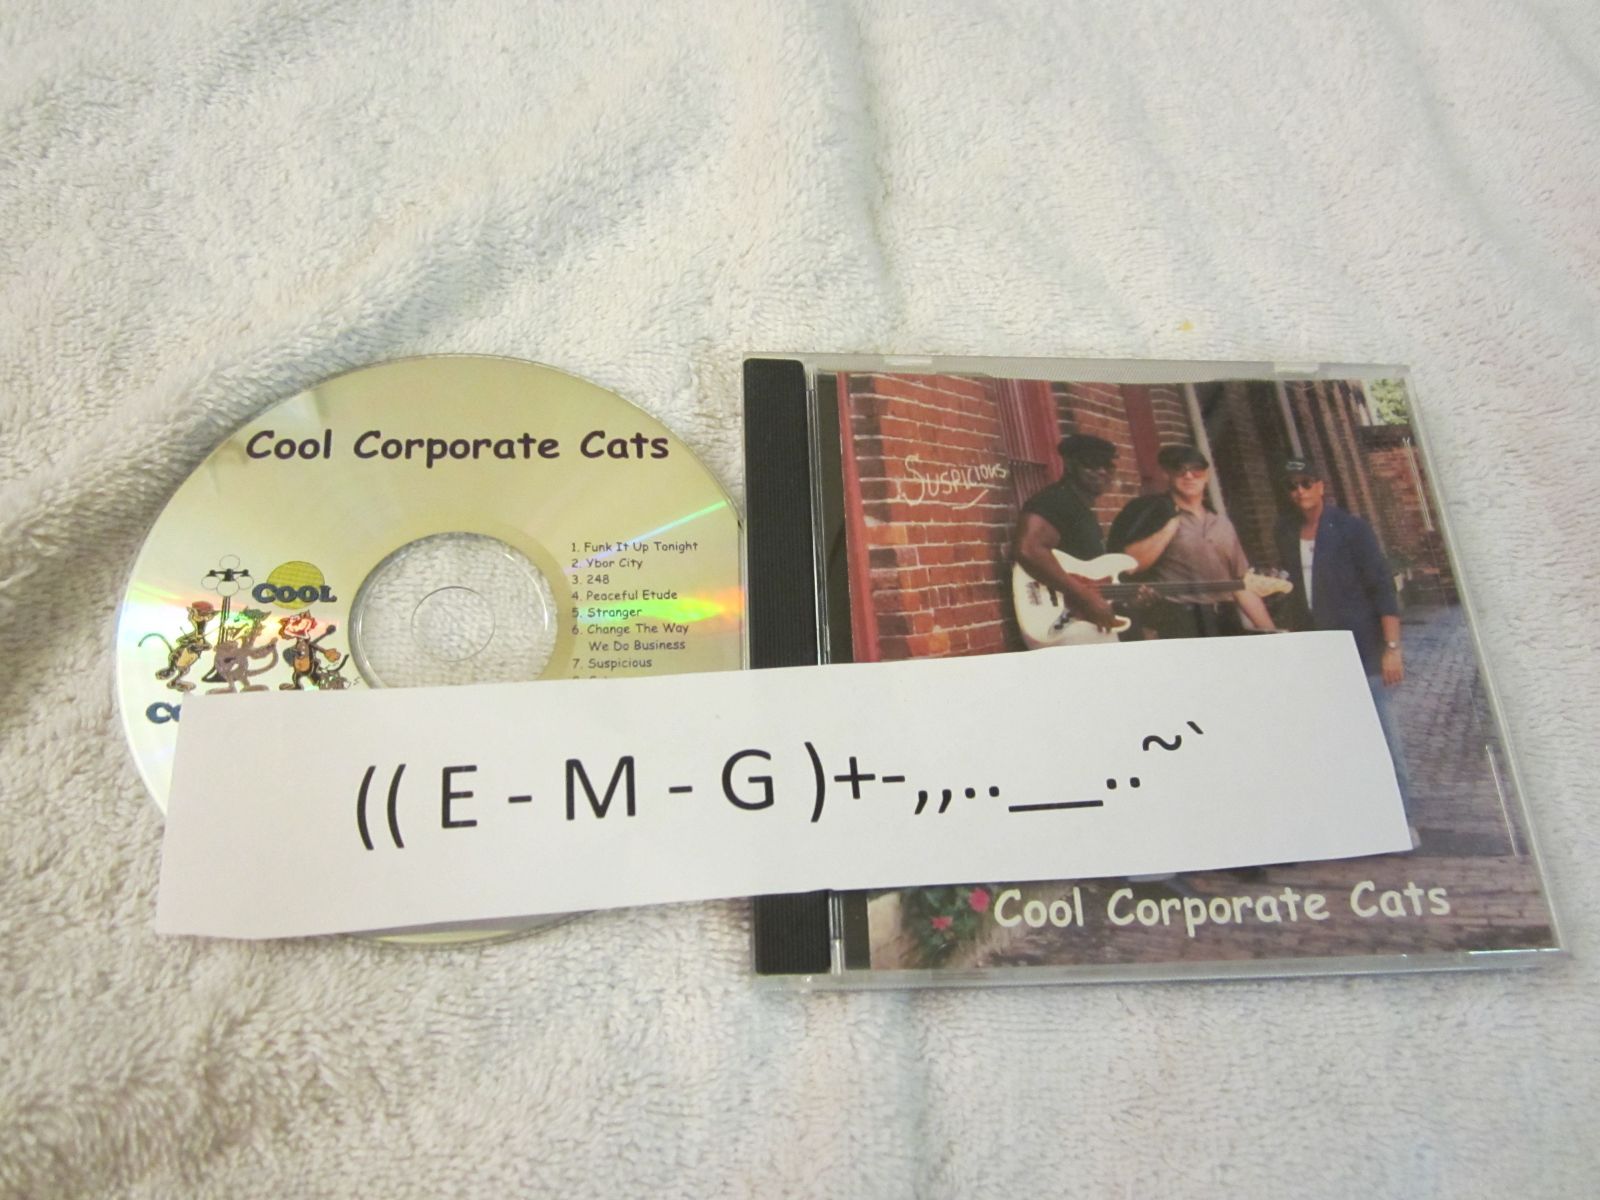 Cool Corporate Cats
1. Funk It Up Tonight
2. Ybor City
3. 248
4. Peaceful Etude
5. Stranger
6. Change The Way
We Do Business
7. Suspicious
COOL
Suspicious
((E-M-G)+-,,..__..~`
Cool Corporate Cats